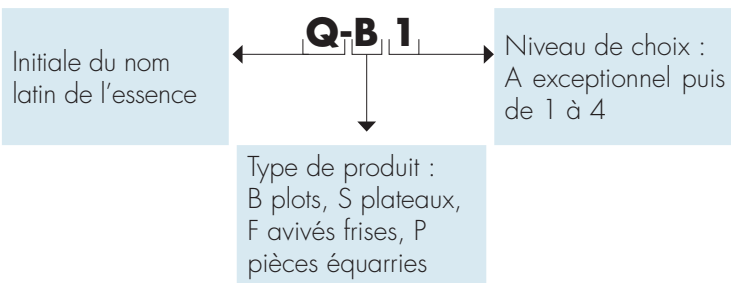 Q-B 1
Initiale du nom
latin de l'essence
Niveau de choix :
A exceptionnel puis
de 1 à 4
Type de produit :
B plots, S plateaux,
F avivés frises, P
pièces équarries